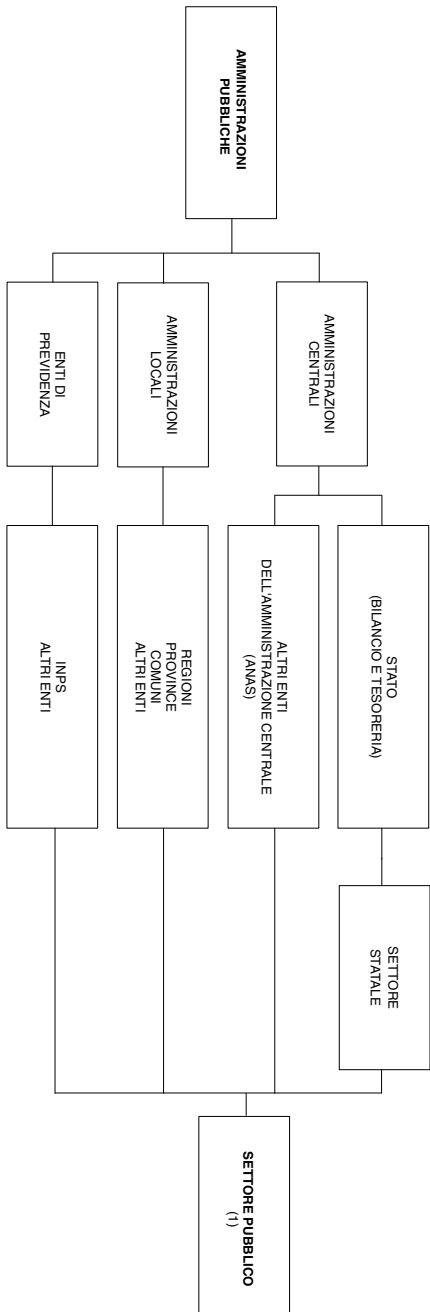 AMMINISTRAZIONI
PUBBLICHE
AMMINISTRAZIONI
CENTRALI
AMMINISTRAZIONI
LOCALI
ENTI DI
PREVIDENZA
STATO
(BILANCIO E TESORERIA)
ALTRI ENTI
DELL'AMMINISTRAZIONE CENTRALE
(ANAS)
REGIONI
PROVINCE
COMUNI
ALTRI ENTI
INPS
ALTRI ENTI
SETTORE
STATALE
SETTORE PUBBLICO
(1)